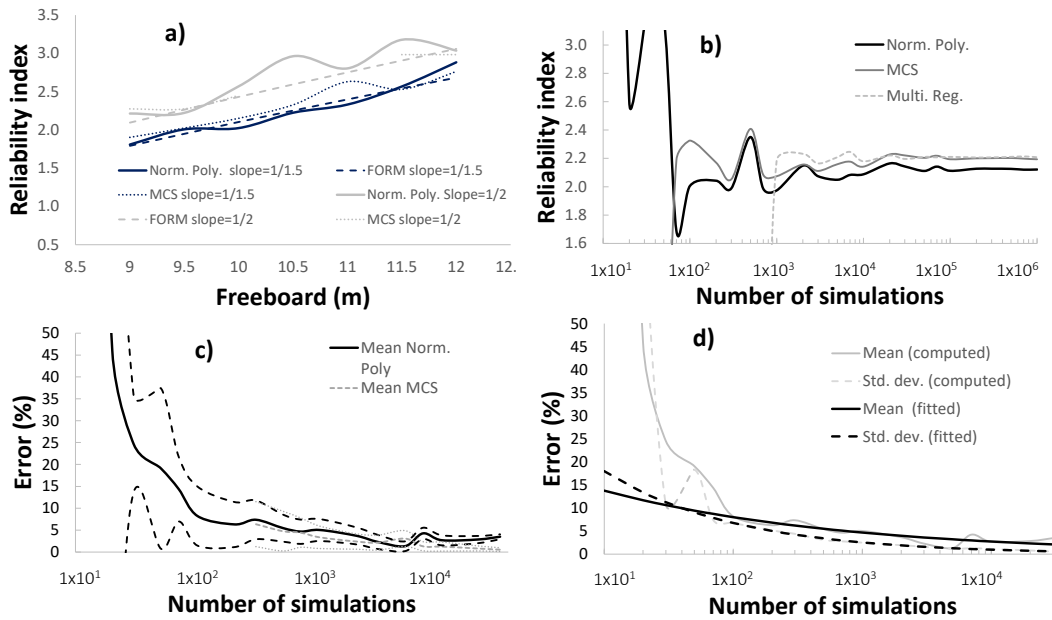 a)
Reliability index
3.5
3.0
2.5
2.0
1.5
1.0
0.5
Norm. Poly. slope=1/1.5
FORM slope=1/1.5
MCS slope=1/1.5
Norm. Poly. Slope=1/2
FORM slope=1/2
MCS slope=1/2
8.5 9 9.5 10 10.5 11 11.5 12 12.
Freeboard (m)
b)
Reliability index
3.0
2.8
2.6
2.4
2.2
2.0
1.8
1.6
Norm. Poly.
MCS
Multi. Reg.
1x10¹ 1x10² 1x10³ 1x10⁴ 1x10⁵ 1x10⁶
Number of simulations
c)
Error (%)
50
45
40
35
30
25
20
15
10
5
0
Mean Norm.
Poly
Mean MCS
1x10¹ 1x10² 1x10³ 1x10⁴
Number of simulations
d)
Error (%)
50
45
40
35
30
25
20
15
10
5
0
Mean (computed)
Std. dev. (computed)
Mean (fitted)
Std. dev. (fitted)
1x10¹ 1x10² 1x10³ 1x10⁴
Number of simulations